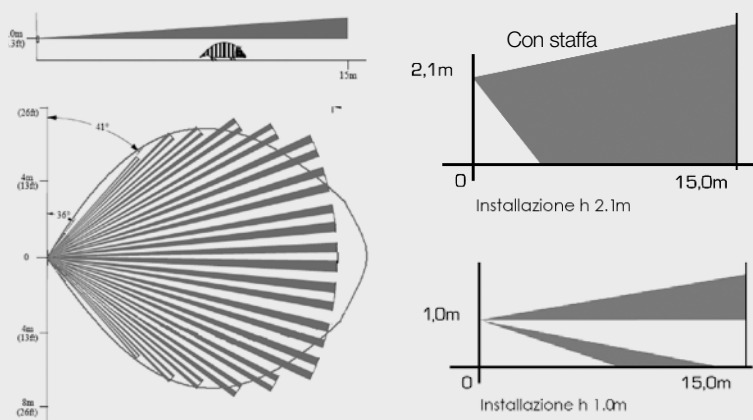 .0m
.3ft)
15m
(26ft)
41°
4m
(13ft)
36°
0
4m
(13ft)
8m
(26ft)
Con staffa
2,1m
0
15,0m
Installazione h 2.1m
1,0m
0
15,0m
Installazione h 1.0m